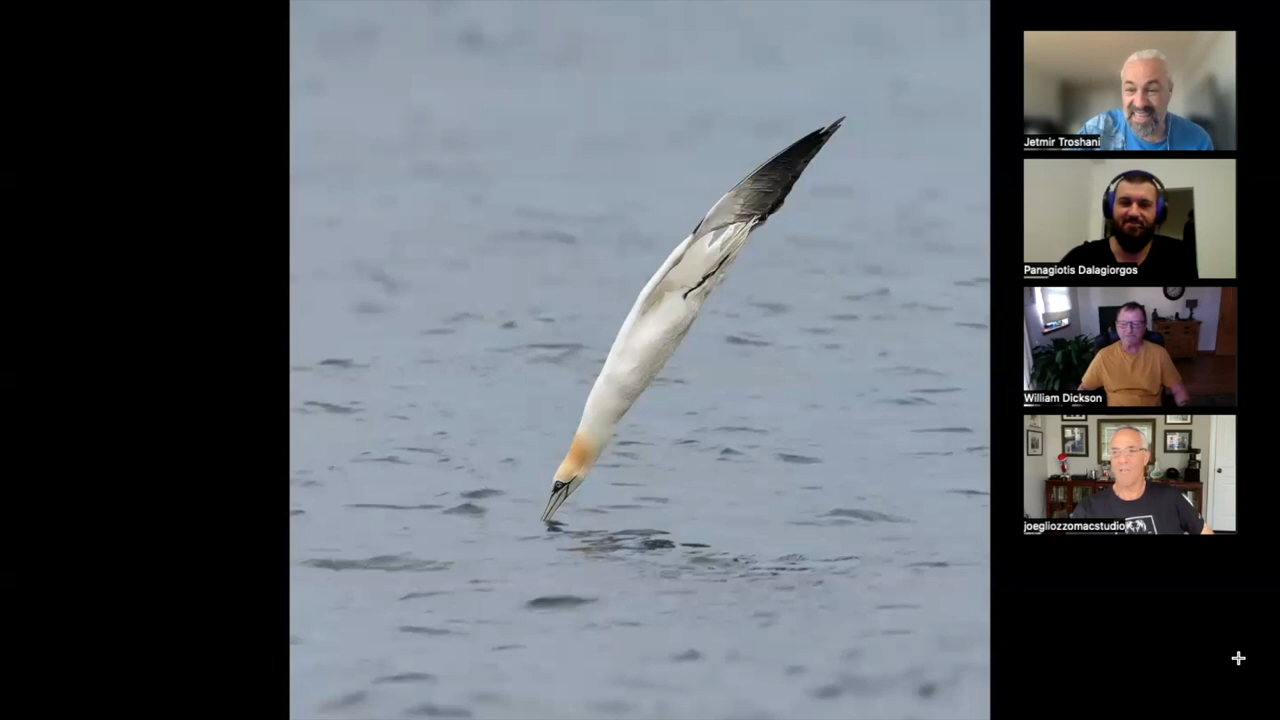 Jetmir Troshani
Panagiotis Dalagiorgos
William Dickson
joegliozzomacstudio